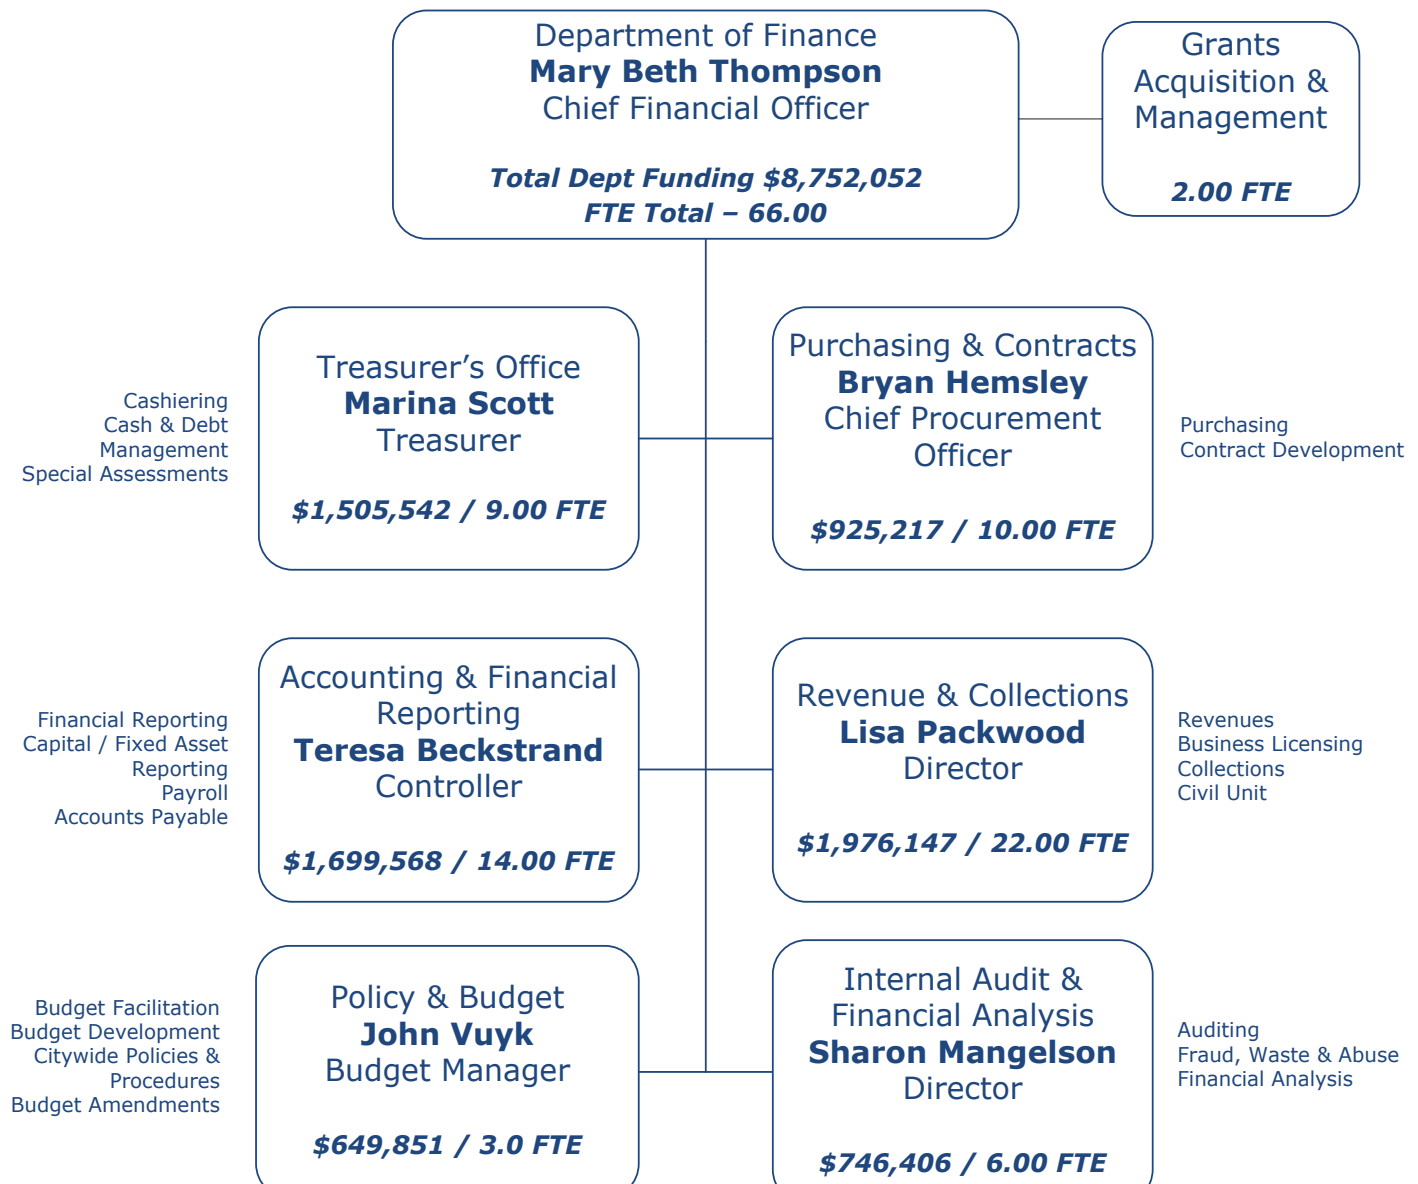 Department of Finance
Mary Beth Thompson
Chief Financial Officer
Total Dept Funding $8,752,052
FTE Total – 66.00
Grants
Acquisition &
Management
2.00 FTE
Cashiering
Cash & Debt
Management
Special Assessments
Treasurer’s Office
Marina Scott
Treasurer
$1,505,542 / 9.00 FTE
Purchasing & Contracts
Bryan Hemsley
Chief Procurement
Officer
$925,217 / 10.00 FTE
Purchasing
Contract Development
Financial Reporting
Capital / Fixed Asset
Reporting
Payroll
Accounts Payable
Accounting & Financial
Reporting
Teresa Beckstrand
Controller
$1,699,568 / 14.00 FTE
Revenue & Collections
Lisa Packwood
Director
$1,976,147 / 22.00 FTE
Revenues
Business Licensing
Collections
Civil Unit
Budget Facilitation
Budget Development
Citywide Policies &
Procedures
Budget Amendments
Policy & Budget
John Vuyk
Budget Manager
$649,851 / 3.0 FTE
Internal Audit &
Financial Analysis
Sharon Mangelson
Director
$746,406 / 6.00 FTE
Auditing
Fraud, Waste & Abuse
Financial Analysis